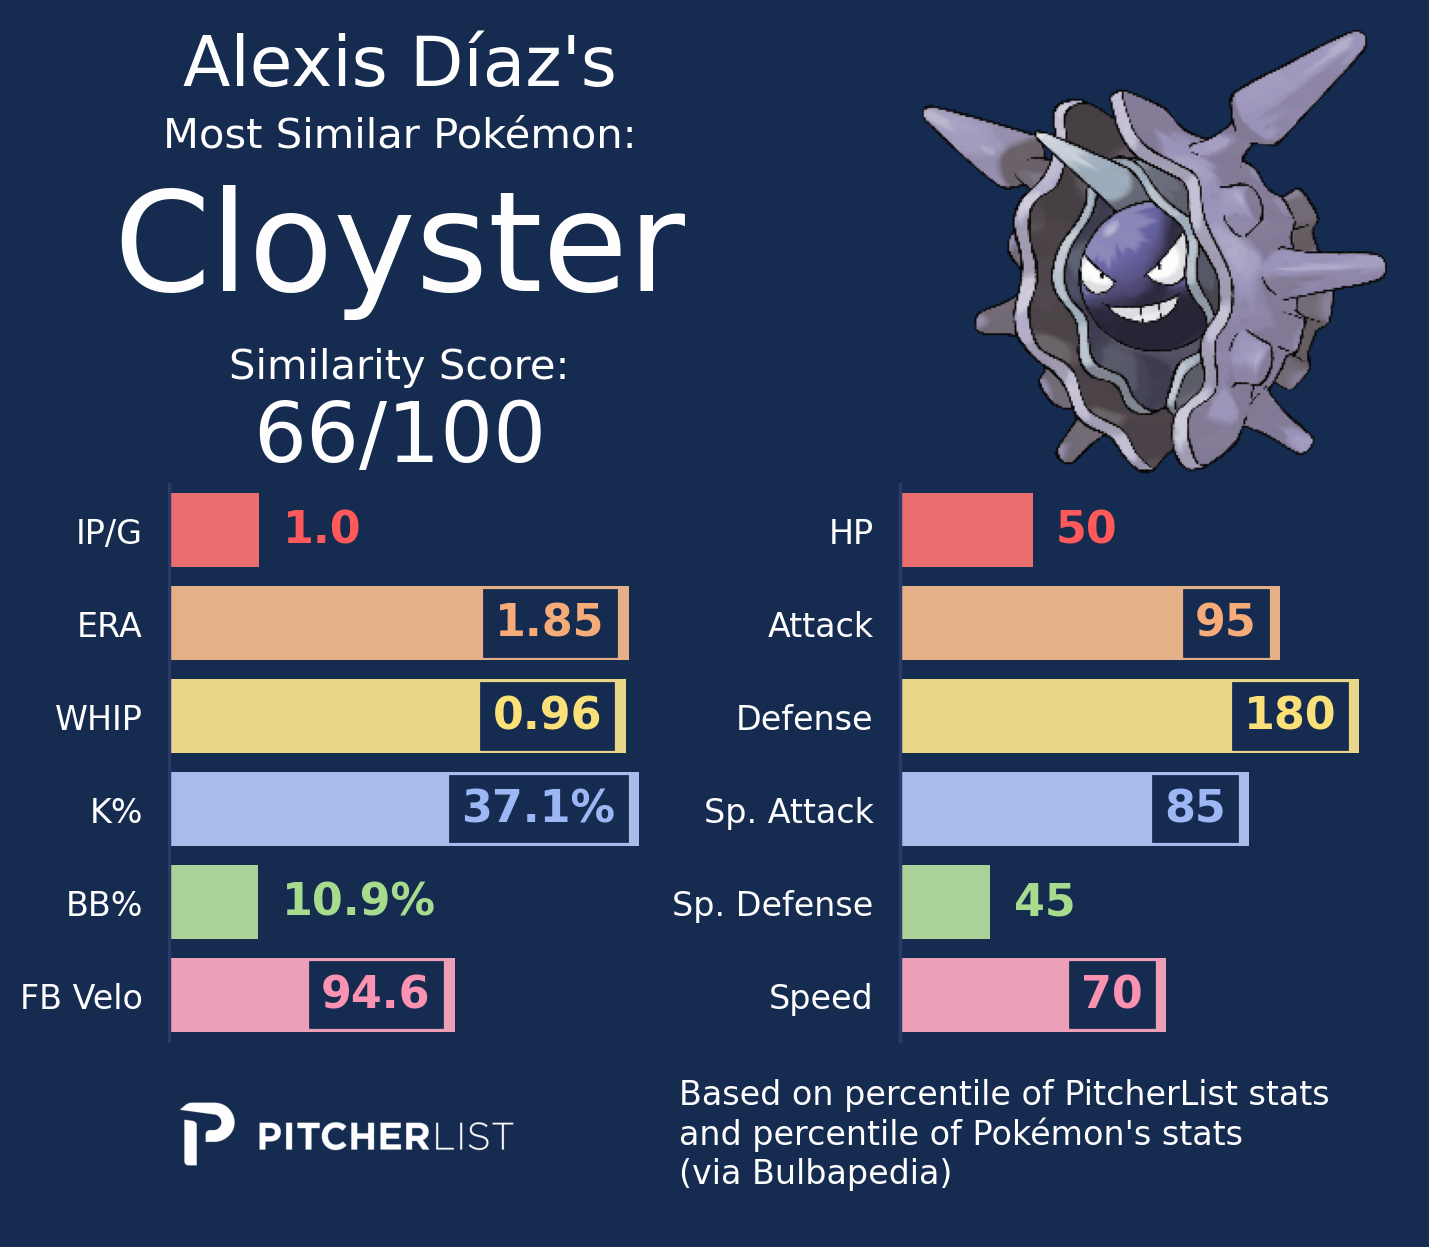 Alexis Díaz's
Most Similar Pokémon:
Cloyster
Similarity Score:
66/100
IP/G 1.0
ERA 1.85
WHIP 0.96
K% 37.1%
BB% 10.9%
FB Velo 94.6
HP 50
Attack 95
Defense 180
Sp. Attack 85
Sp. Defense 45
Speed 70
PITCHERLIST
Based on percentile of PitcherList stats
and percentile of Pokémon's stats
(via Bulbapedia)